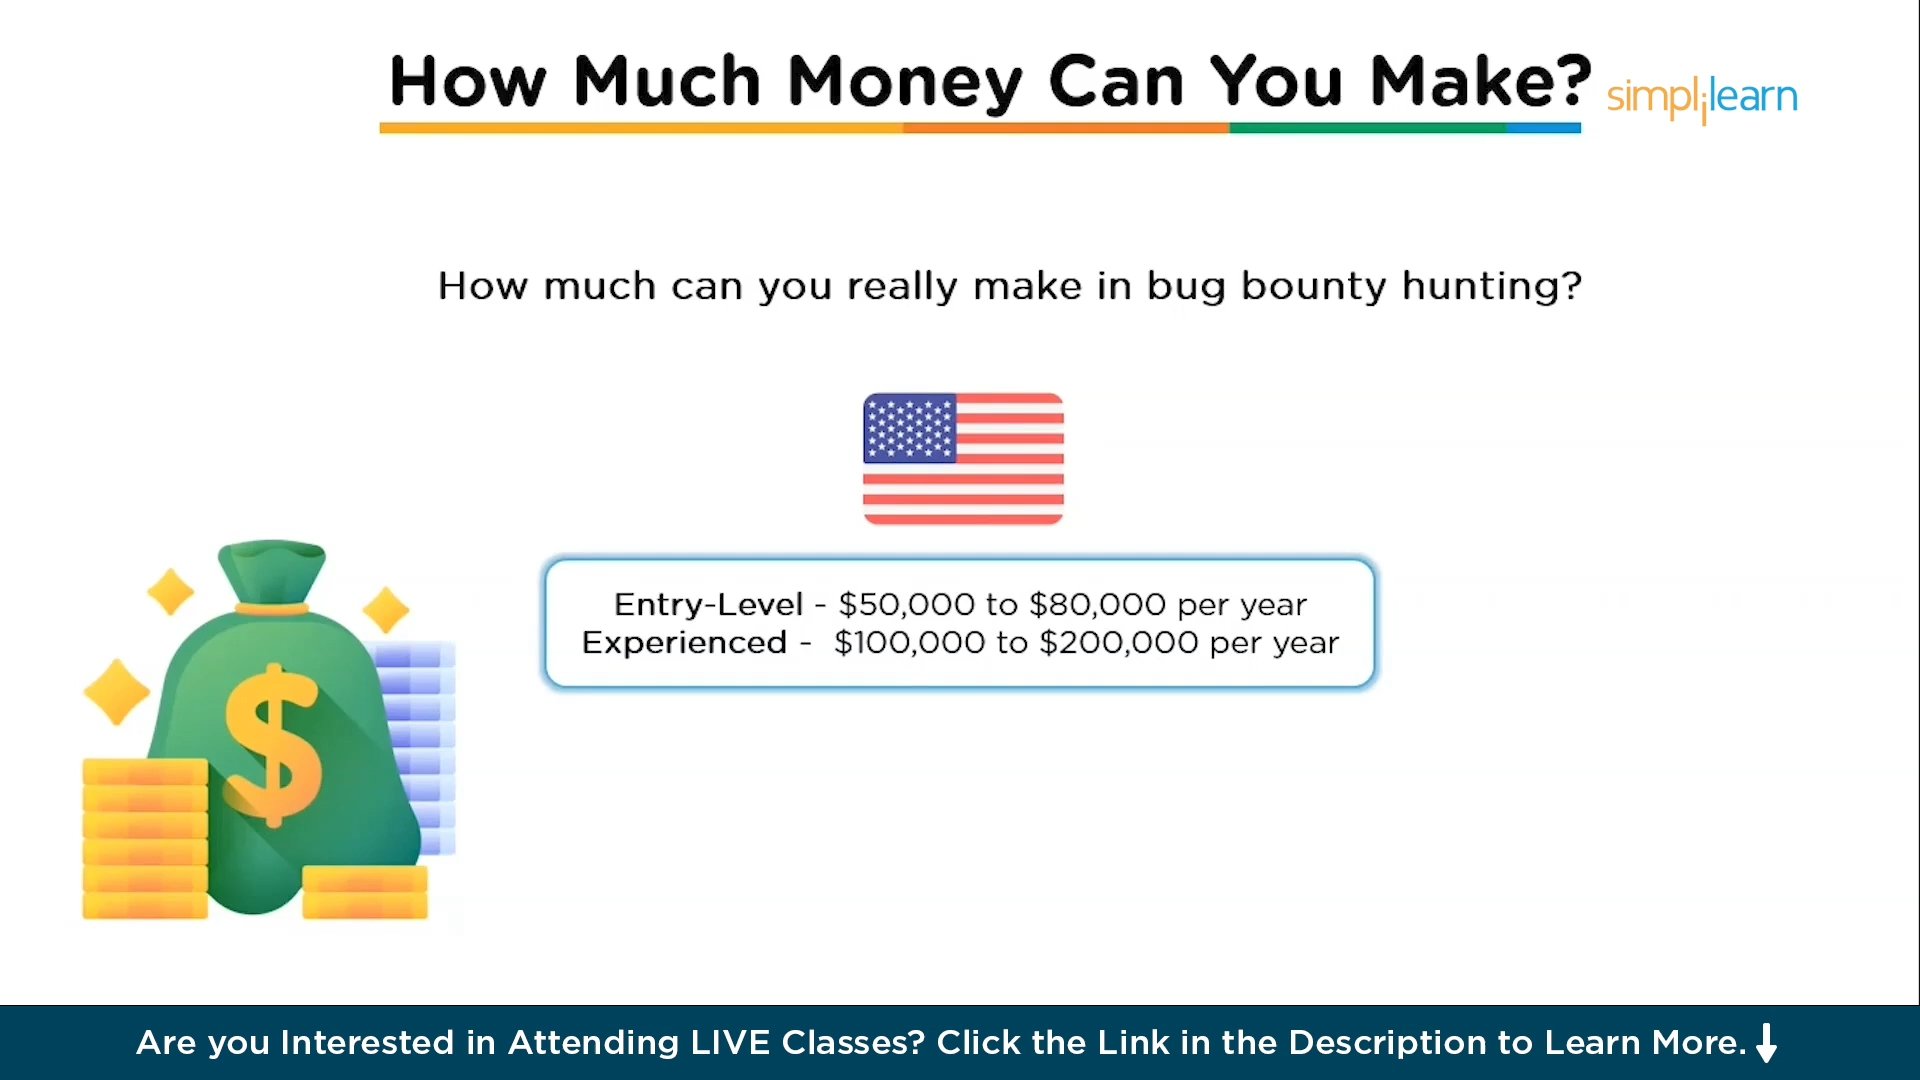 How Much Money Can You Make?
simplilearn
How much can you really make in bug bounty hunting?
$
Entry-Level - $50,000 to $80,000 per year
Experienced - $100,000 to $200,000 per year
Are you Interested in Attending LIVE Classes? Click the Link in the Description to Learn More.